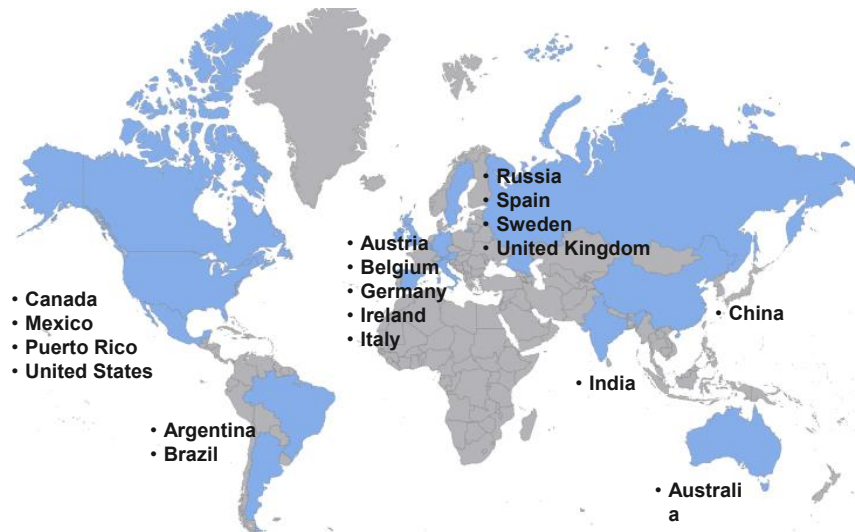 • Russia
• Spain
• Sweden
• United Kingdom
• Austria
• Belgium
• Germany
• Ireland
• Italy
• Canada
• Mexico
• Puerto Rico
• United States
• China
• India
• Argentina
• Brazil
• Australi
a